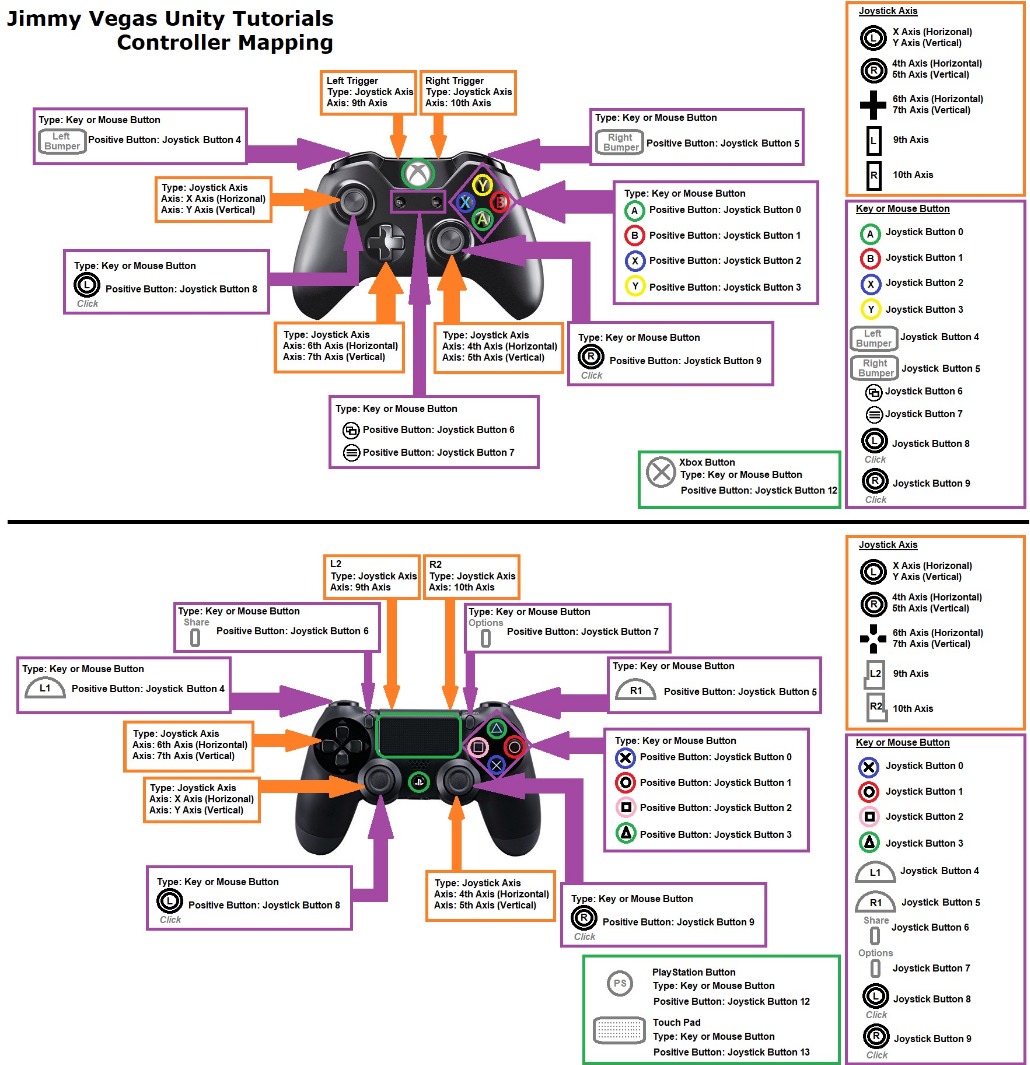 Jimmy Vegas Unity Tutorials
Controller Mapping
Left Trigger
Type: Joystick Axis
Axis: 9th Axis
Right Trigger
Type: Joystick Axis
Axis: 10th Axis
Type: Key or Mouse Button
Left
Bumper
Positive Button: Joystick Button 4
Type: Key or Mouse Button
Right
Bumper
Positive Button: Joystick Button 5
Type: Joystick Axis
Axis: X Axis (Horizonal)
Axis: Y Axis (Vertical)
X
Y
B
A
Type: Key or Mouse Button
A
Positive Button: Joystick Button 0
B
Positive Button: Joystick Button 1
X
Positive Button: Joystick Button 2
Y
Positive Button: Joystick Button 3
Type: Key or Mouse Button
L
Positive Button: Joystick Button 8
Click
Type: Joystick Axis
Axis: 6th Axis (Horizontal)
Axis: 7th Axis (Vertical)
Type: Joystick Axis
Axis: 4th Axis (Horizontal)
Axis: 5th Axis (Vertical)
Type: Key or Mouse Button
R
Positive Button: Joystick Button 9
Click
Type: Key or Mouse Button
Positive Button: Joystick Button 6
Positive Button: Joystick Button 7
Xbox Button
Type: Key or Mouse Button
Positive Button: Joystick Button 12
Joystick Axis
L
X Axis (Horizonal)
Y Axis (Vertical)
R
4th Axis (Horizontal)
5th Axis (Vertical)
6th Axis (Horizontal)
7th Axis (Vertical)
L
9th Axis
R
10th Axis
Key or Mouse Button
A
Joystick Button 0
B
Joystick Button 1
X
Joystick Button 2
Y
Joystick Button 3
Left
Bumper
Joystick Button 4
Right
Bumper
Joystick Button 5
Joystick Button 6
Joystick Button 7
L
Joystick Button 8
Click
R
Joystick Button 9
Click
L2
Type: Joystick Axis
Axis: 9th Axis
R2
Type: Joystick Axis
Axis: 10th Axis
Type: Key or Mouse Button
Share
Positive Button: Joystick Button 6
Type: Key or Mouse Button
Options
Positive Button: Joystick Button 7
Type: Key or Mouse Button
L1
Positive Button: Joystick Button 4
Type: Key or Mouse Button
R1
Positive Button: Joystick Button 5
Type: Joystick Axis
Axis: 6th Axis (Horizontal)
Axis: 7th Axis (Vertical)
Type: Joystick Axis
Axis: X Axis (Horizonal)
Axis: Y Axis (Vertical)
Type: Key or Mouse Button
Positive Button: Joystick Button 0
Positive Button: Joystick Button 1
Positive Button: Joystick Button 2
Positive Button: Joystick Button 3
Type: Key or Mouse Button
L
Positive Button: Joystick Button 8
Click
Type: Joystick Axis
Axis: 4th Axis (Horizontal)
Axis: 5th Axis (Vertical)
Type: Key or Mouse Button
R
Positive Button: Joystick Button 9
Click
PS
PlayStation Button
Type: Key or Mouse Button
Positive Button: Joystick Button 12
Touch Pad
Type: Key or Mouse Button
Positive Button: Joystick Button 13
Joystick Axis
L
X Axis (Horizonal)
Y Axis (Vertical)
R
4th Axis (Horizontal)
5th Axis (Vertical)
6th Axis (Horizontal)
7th Axis (Vertical)
L2
9th Axis
R2
10th Axis
Key or Mouse Button
Joystick Button 0
Joystick Button 1
Joystick Button 2
Joystick Button 3
L1
Joystick Button 4
R1
Joystick Button 5
Share
Joystick Button 6
Options
Joystick Button 7
L
Joystick Button 8
Click
R
Joystick Button 9
Click